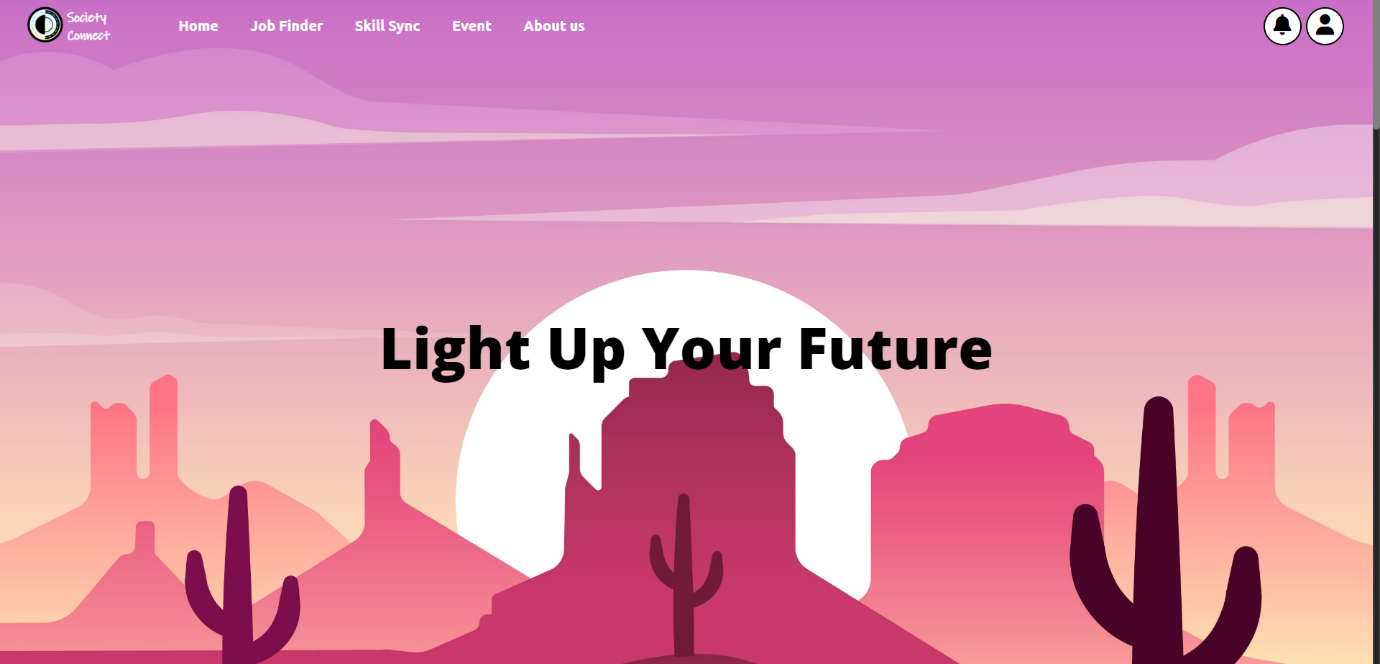 Society
Connect
Home
Job Finder
Skill Sync
Event
About us
Light Up Your Future